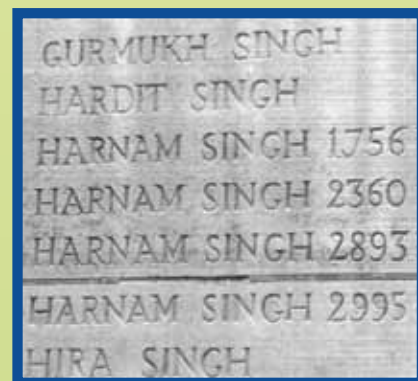 GURMUKH SINGH
HARDIT SINGH
HARNAM SINGH 1756
HARNAM SINGH 2360
HARNAM SINGH 2893
HARNAM SINGH 2995
HIRA SINGH